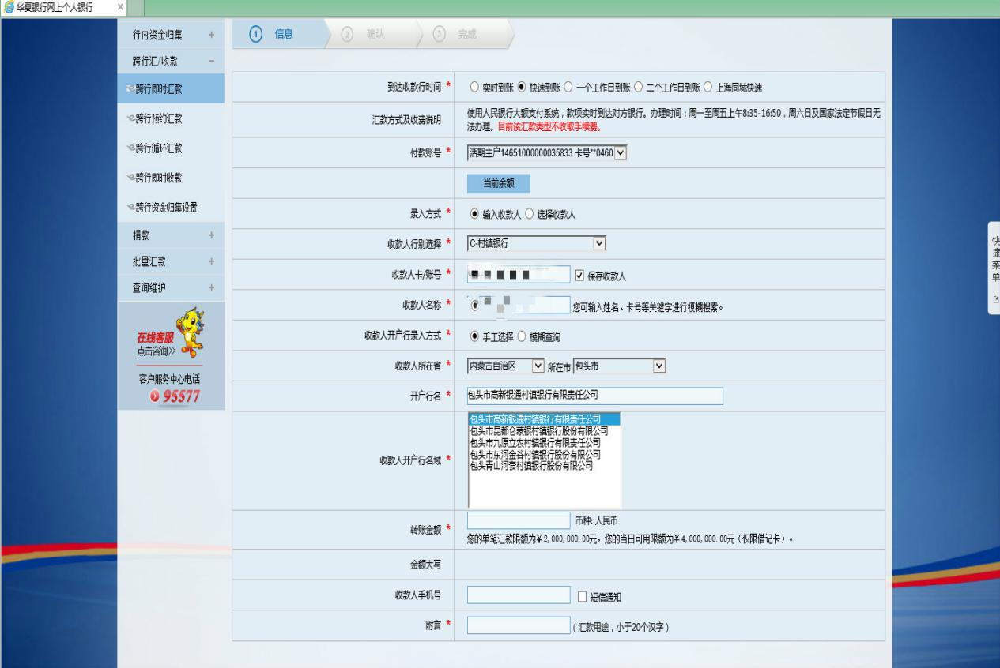 华夏银行网上个人银行 x
行内资金归集 +
跨行汇/收款 -
跨行即时汇款
跨行预约汇款
跨行循环汇款
跨行即时收款
跨行资金归集设置
捐款 +
批量汇款 +
查询维护 +
在线客服
点击咨询》
客户服务中心电话
95577
1 信息 2 确认 3 完成
到达收款行时间 * 实时到账 快速到账 一个工作日到账 二个工作日到账 上海同城快速
汇款方式及收费说明 使用人民银行大额支付系统，款项实时到达对方银行。办理时间：周一至周五上午8:35-16:50，周六日及国家法定节假日无
法办理。目前该汇款类型不收取手续费。
付款账号 * 活期主户14651000000035833 卡号**0460
当前余额
录入方式 * 输入收款人 选择收款人
收款人行别选择 * C-村镇银行
收款人卡/账号 * 保存收款人
收款人名称 * 您可输入姓名、卡号等关键字进行模糊搜索。
收款人开户行录入方式 * 手工选择 模糊查询
收款人所在省 * 内蒙古自治区 所在市 包头市
开户行名 * 包头市高新银通村镇银行有限责任公司
收款人开户行名域 *
包头市高新银通村镇银行有限责任公司
包头市昆都仑蒙银村镇银行股份有限公司
包头市九原立农村镇银行有限责任公司
包头市东河金谷村镇银行股份有限公司
包头青山河套村镇银行股份有限公司
转账金额 * 币种: 人民币
您的单笔汇款限额为¥2,000,000.00元，您的当日可用限额为¥4,000,000.00元（仅限借记卡）。
金额大写
收款人手机号 短信通知
附言 * (汇款用途，小于20个汉字)
快
捷
菜
单